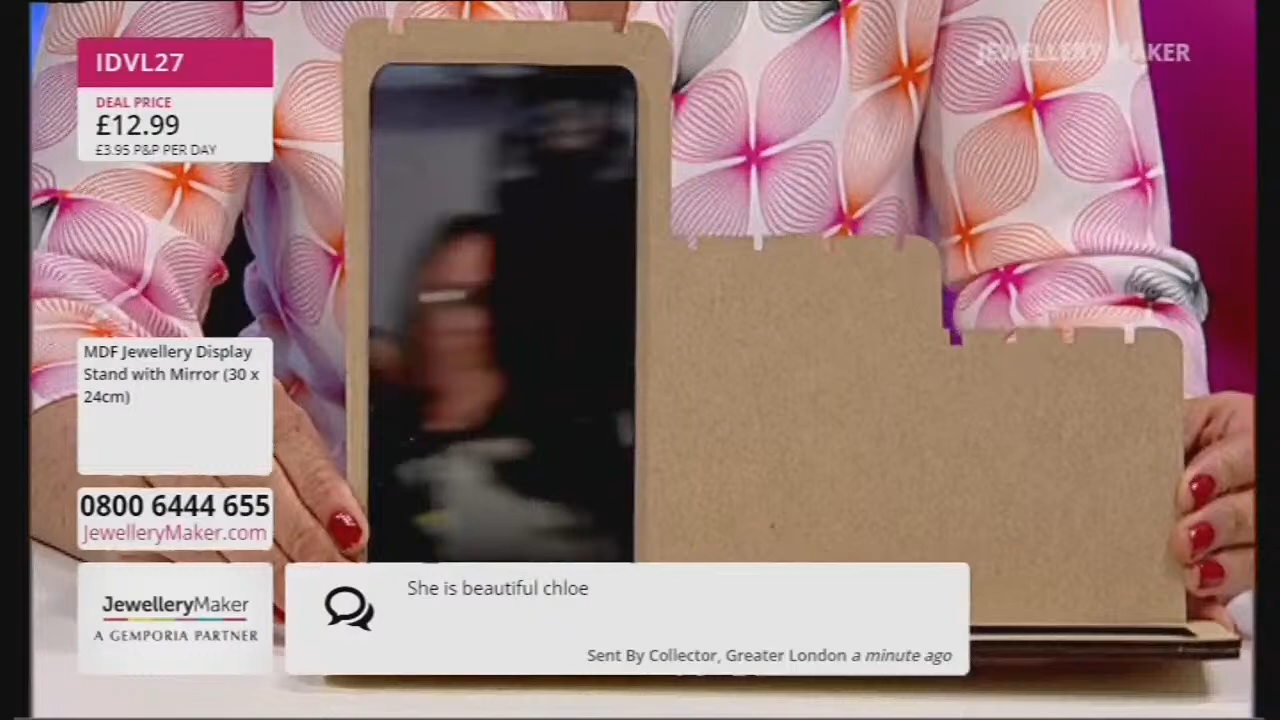 IDVL27
DEAL PRICE
£12.99
£3.95 P&P PER DAY
JEWELLERY MAKER
MDF Jewellery Display
Stand with Mirror (30 x
24cm)
0800 6444 655
JewelleryMaker.com
JewelleryMaker
A GEMPORIA PARTNER
She is beautiful chloe
Sent By Collector, Greater London a minute ago